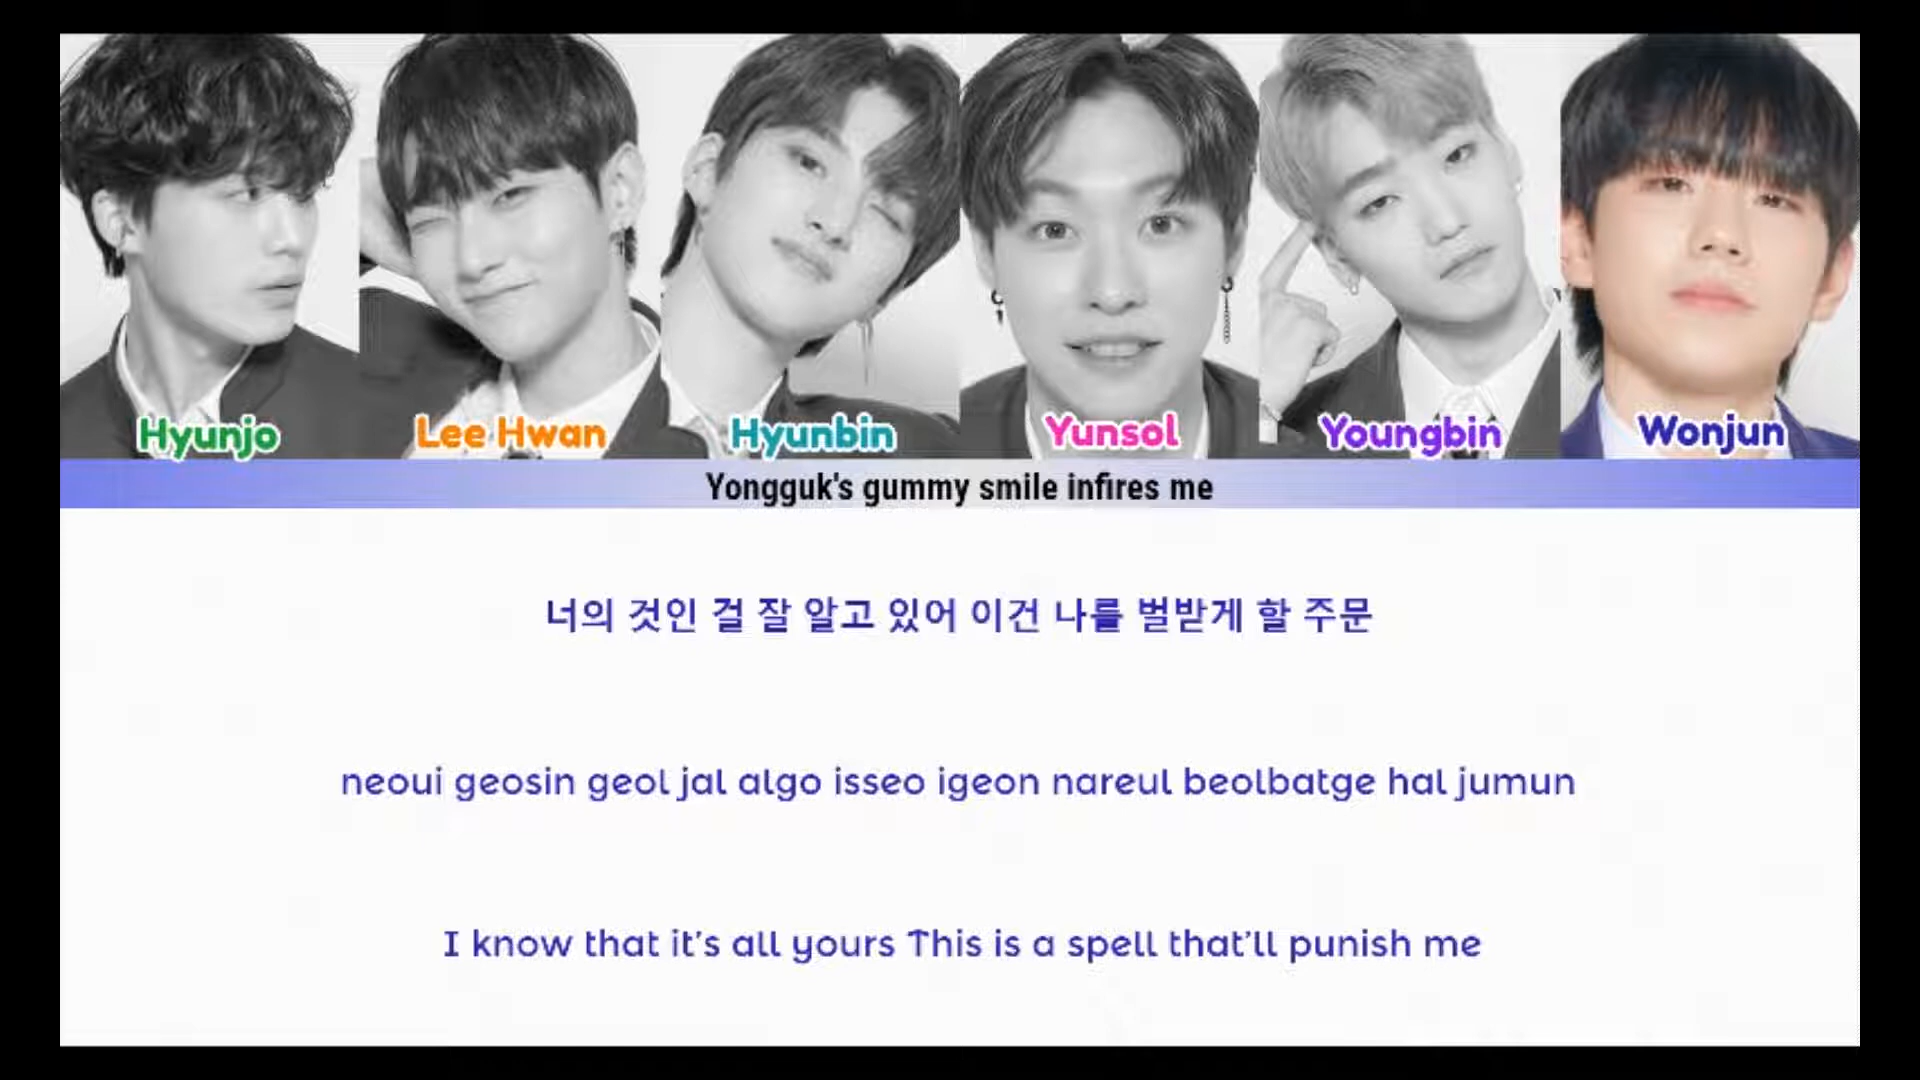 Hyunjo
Lee Hwan
Hyunbin
Yunsol
Youngbin
Wonjun
Yongguk's gummy smile infires me
너의 것인 걸 잘 알고 있어 이건 나를 벌받게 할 주문
neoui geosin geol jal algo isseo igeon nareul beolbatge hal jumun
I know that it's all yours This is a spell that'll punish me